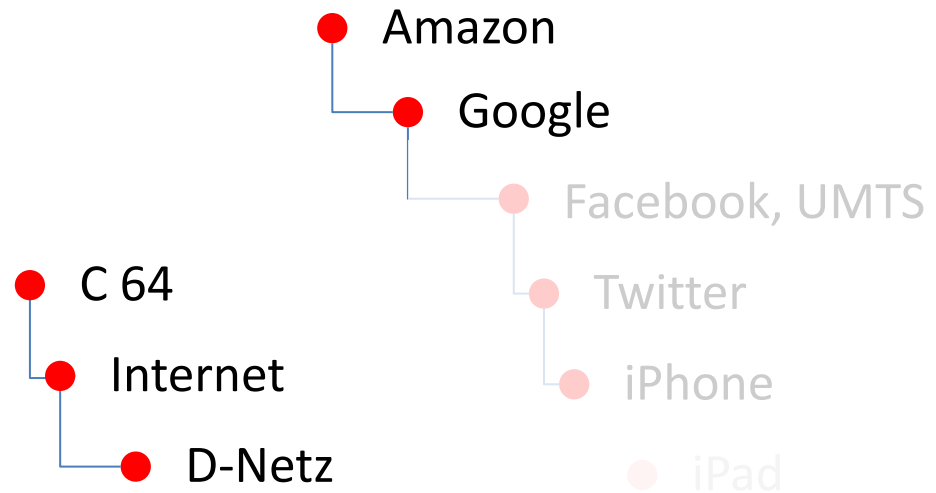 Amazon
Google
Facebook, UMTS
C 64
Twitter
Internet
iPhone
D-Netz
iPad